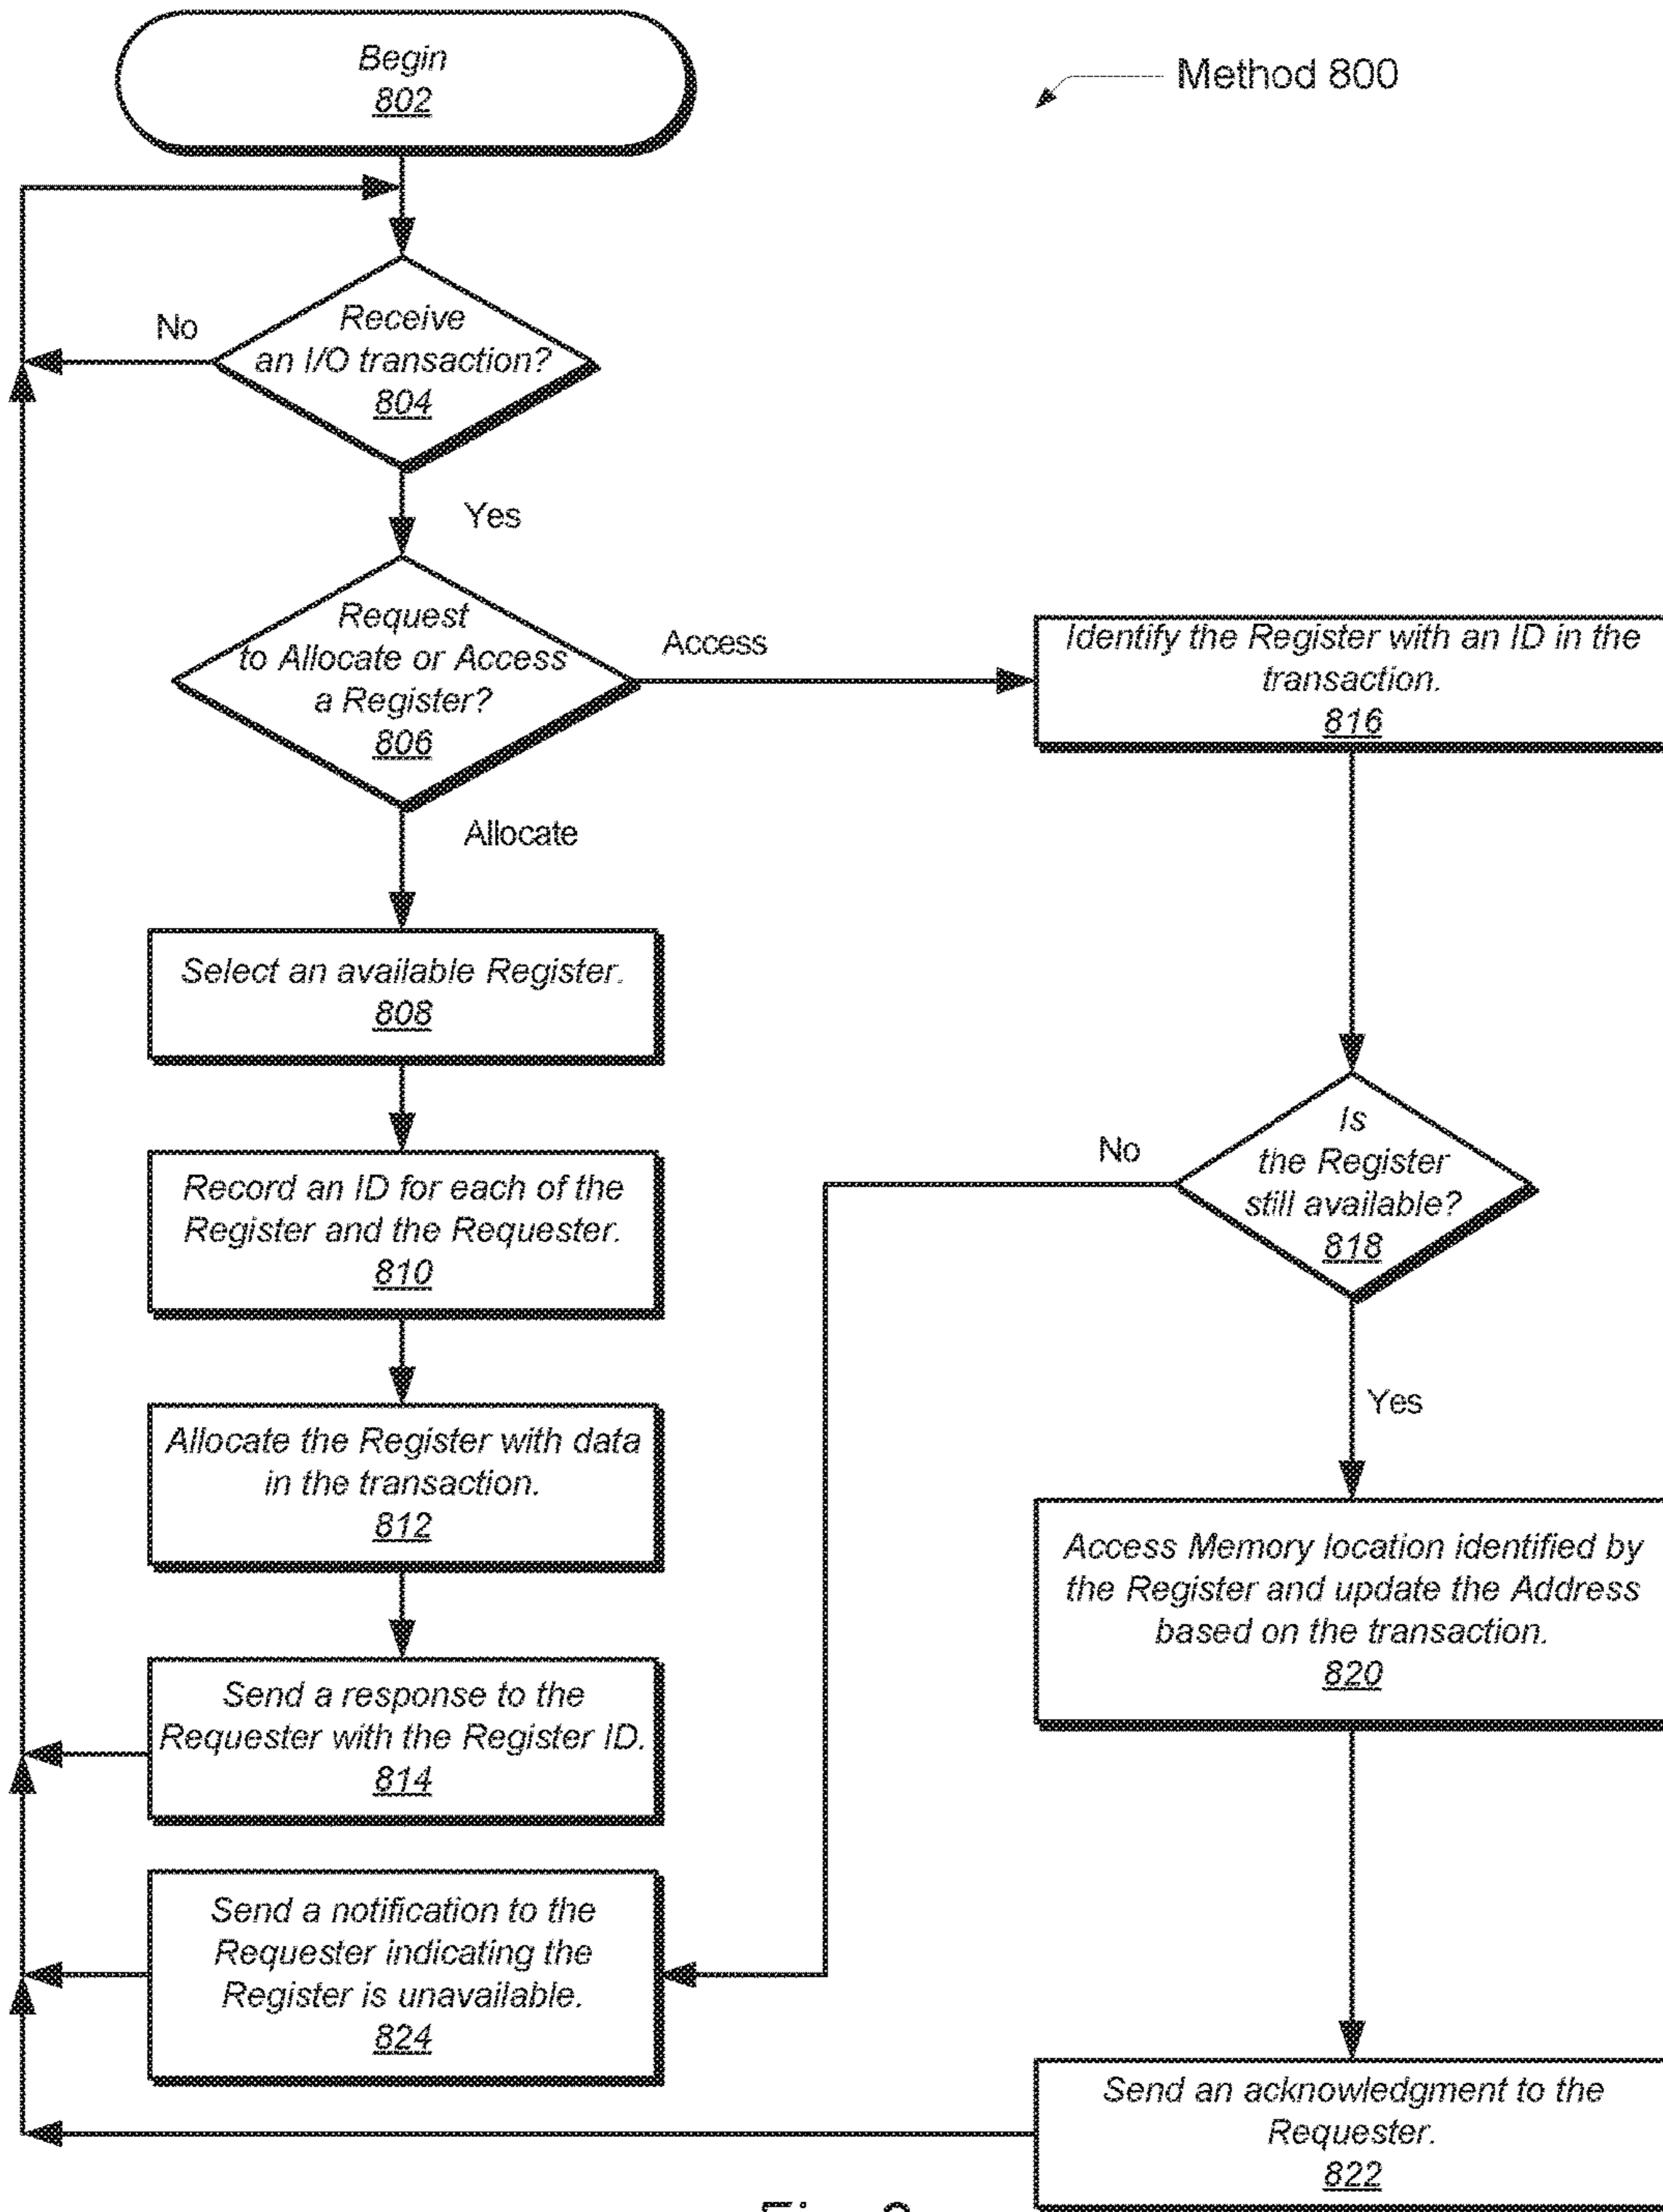 Begin
802
Method 800
Receive
an I/O transaction?
804
No
Yes
Request
to Allocate or Access
a Register?
806
Access
Allocate
Identify the Register with an ID in the
transaction.
816
Select an available Register.
808
Record an ID for each of the
Register and the Requester.
810
Is
the Register
still available?
818
No
Yes
Allocate the Register with data
in the transaction.
812
Access Memory location identified by
the Register and update the Address
based on the transaction.
820
Send a response to the
Requester with the Register ID.
814
Send a notification to the
Requester indicating the
Register is unavailable.
824
Send an acknowledgment to the
Requester.
822